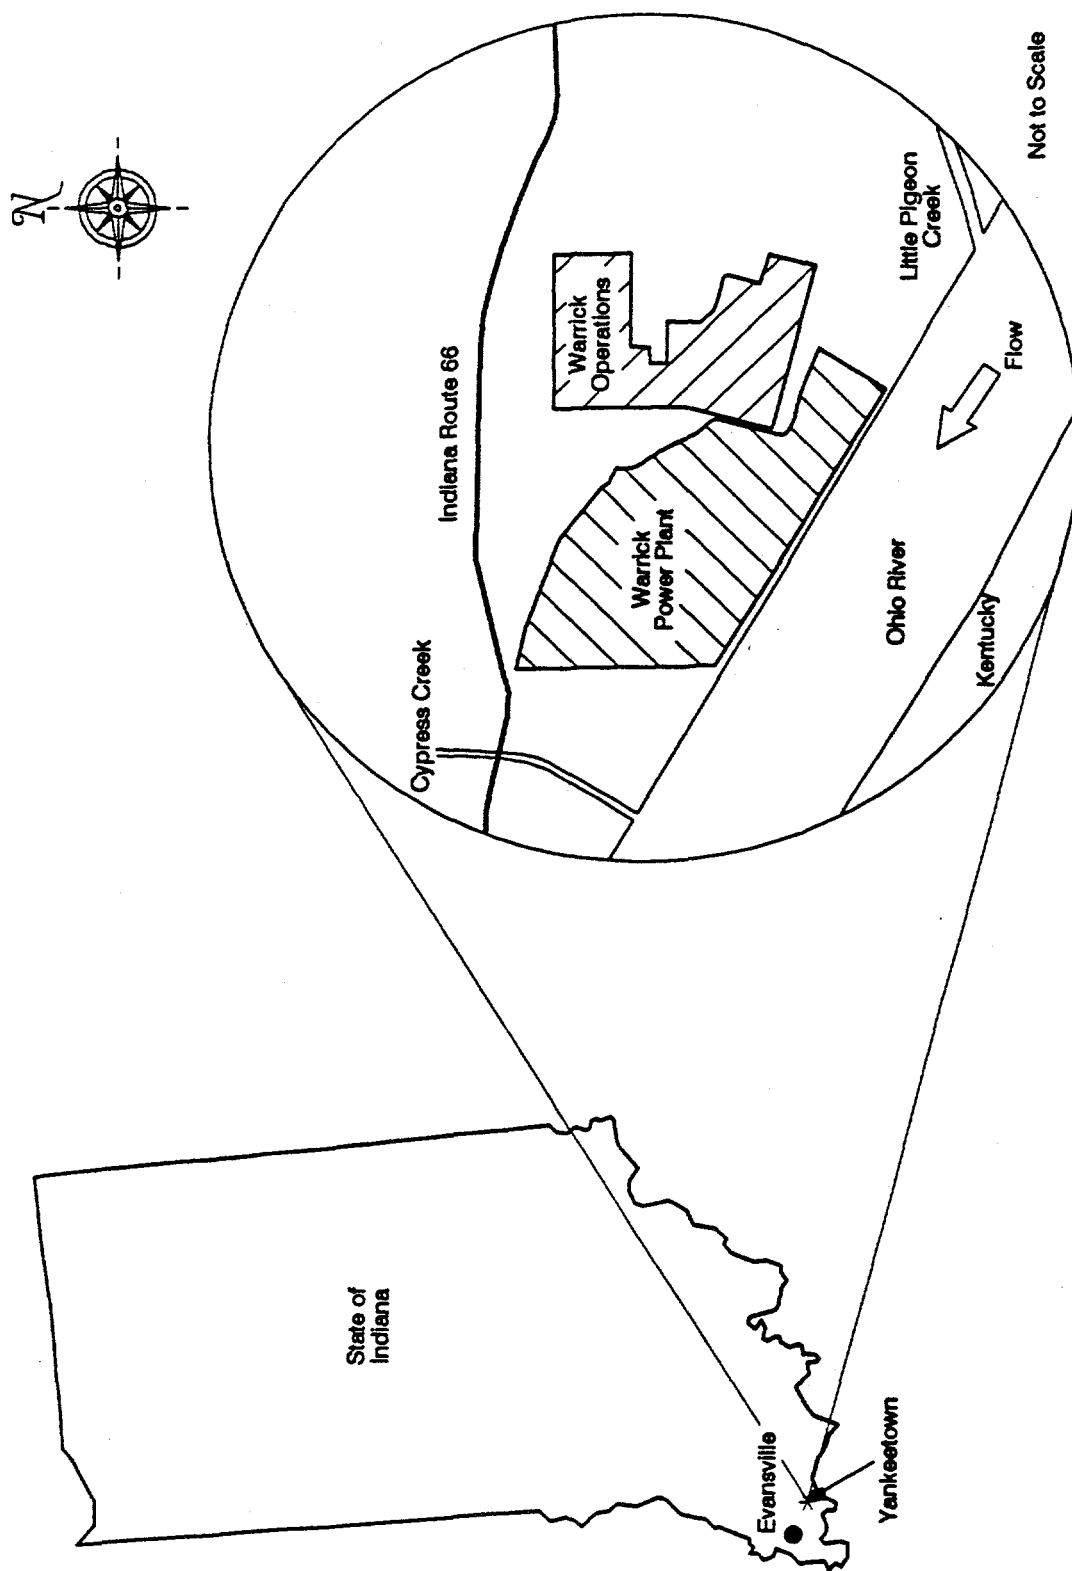 N
State of
Indiana
Evansville
Yankeetown
Cypress Creek
Indiana Route 66
Warrick
Operations
Warrick
Power Plant
Little Pigeon
Creek
Ohio River
Flow
Kentucky
Not to Scale